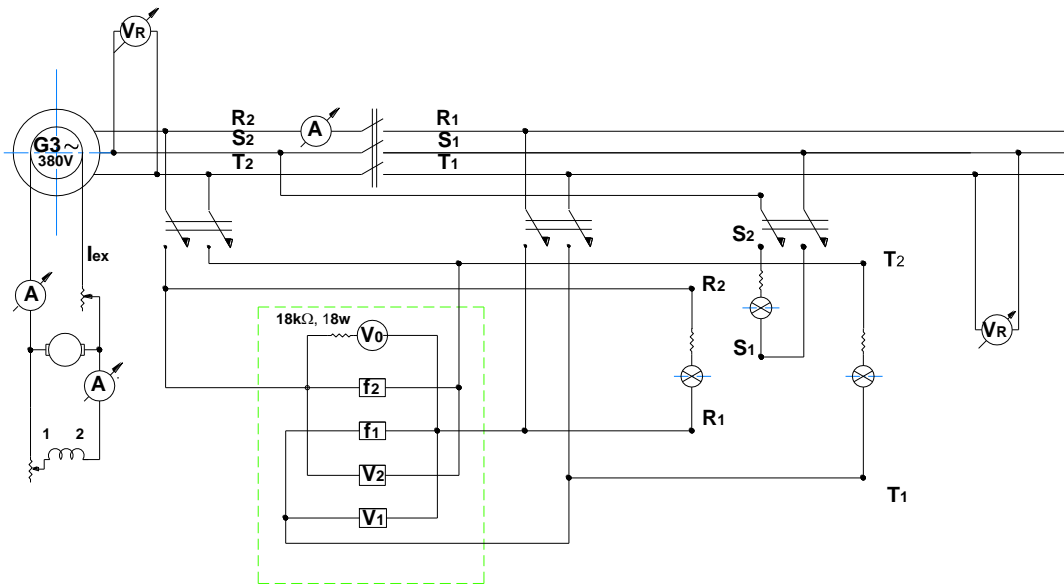 VR
R2 R1
A
G3~ S2 S1
380V T2 T1
S2
Iex T2
A R2
18kΩ, 18w
V0 VR
S1
A f2
R1
1 2 f1
V2
T1
V1